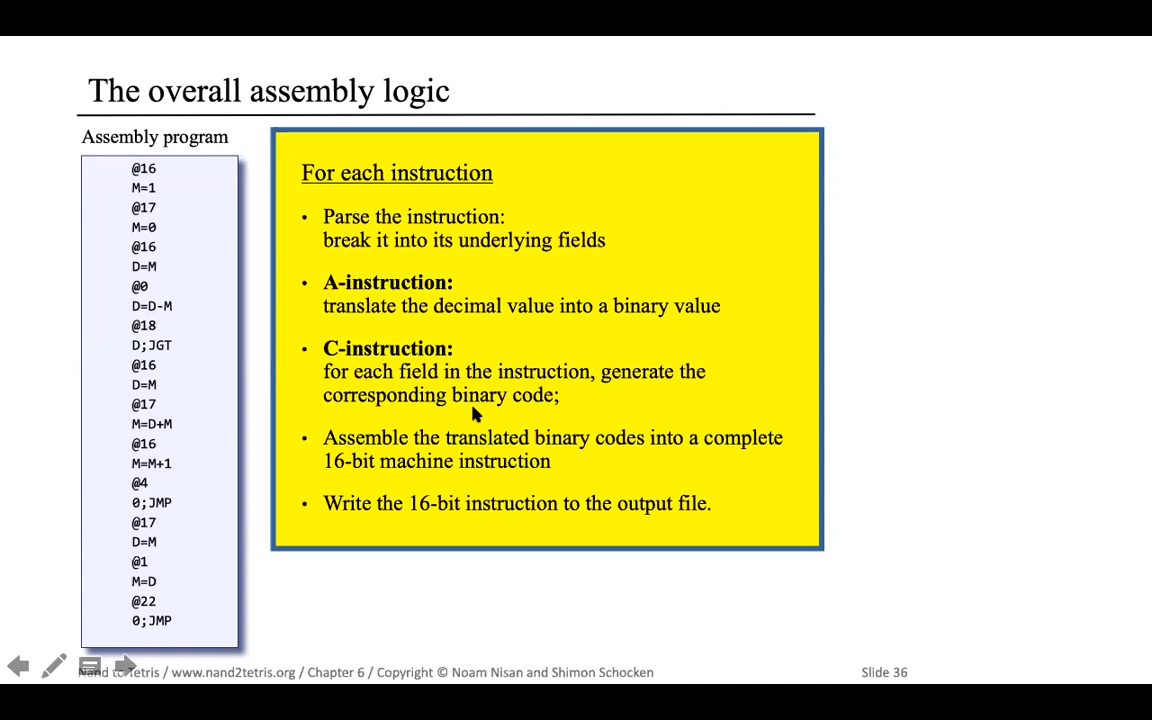 The overall assembly logic
Assembly program
@16
M=1
@17
M=0
@16
D=M
@0
D=D-M
@18
D;JGT
@16
D=M
@17
M=D+M
@16
M=M+1
@4
0;JMP
@17
D=M
@1
M=D
@22
0;JMP
For each instruction
• Parse the instruction:
break it into its underlying fields
• A-instruction:
translate the decimal value into a binary value
• C-instruction:
for each field in the instruction, generate the
corresponding binary code;
• Assemble the translated binary codes into a complete
16-bit machine instruction
• Write the 16-bit instruction to the output file.
Nand to Tetris / www.nand2tetris.org / Chapter 6 / Copyright © Noam Nisan and Shimon Schocken
Slide 36